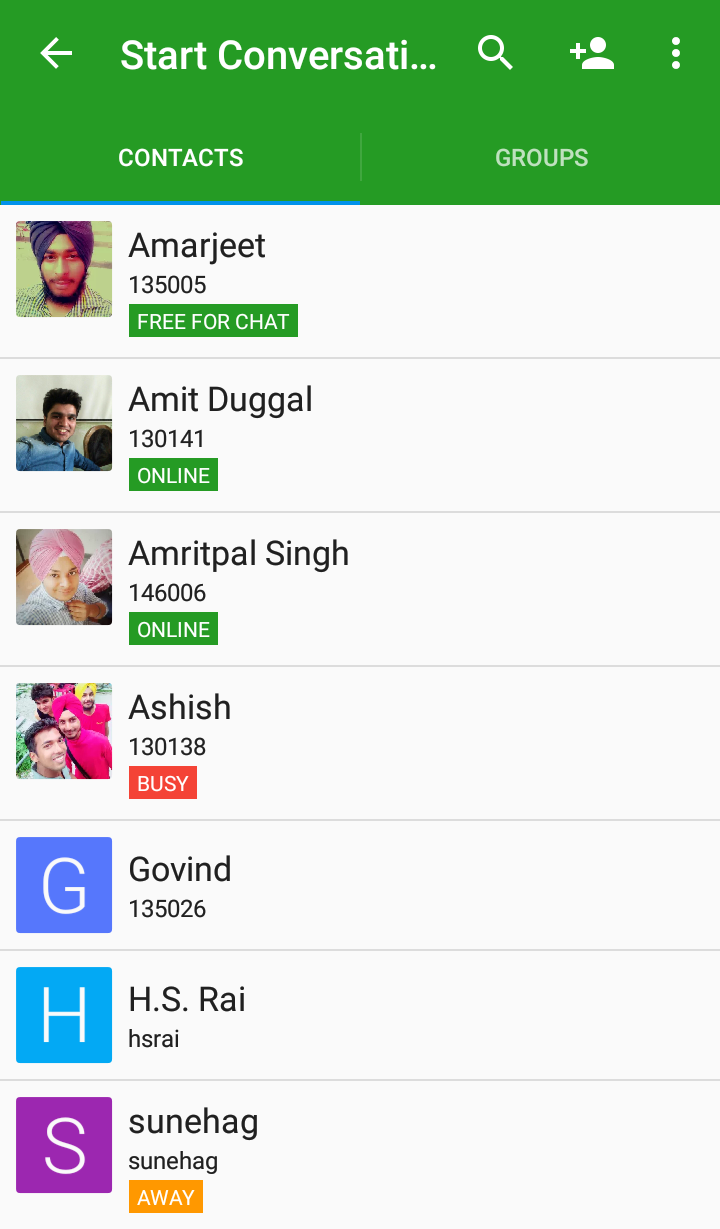 Start Conversati...
CONTACTS
GROUPS
Amarjeet
135005
FREE FOR CHAT
Amit Duggal
130141
ONLINE
Amritpal Singh
146006
ONLINE
Ashish
130138
BUSY
G
Govind
135026
H
H.S. Rai
hsrai
S
sunehag
sunehag
AWAY